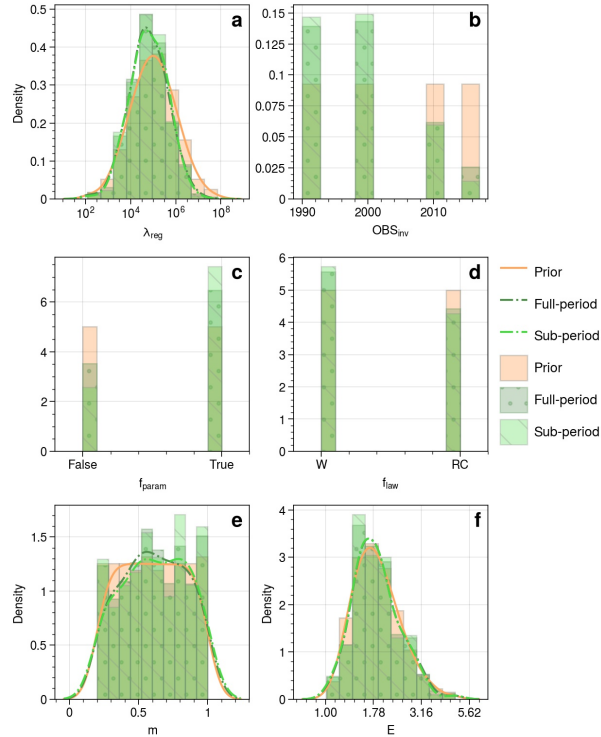 a
0.5
0.4
0.3
0.2
0.1
0
Density
10² 10⁴ 10⁶ 10⁸
λreg
b
0.15
0.125
0.1
0.075
0.05
0.025
0
1990 2000 2010
OBSinv
c
6
4
2
0
False True
fparam
d
6
5
4
3
2
1
0
W RC
flaw
Prior
Full-period
Sub-period
Prior
Full-period
Sub-period
e
1.5
1
0.5
0
Density
0 0.5 1
m
f
4
3
2
1
0
Density
1.00 1.78 3.16 5.62
E